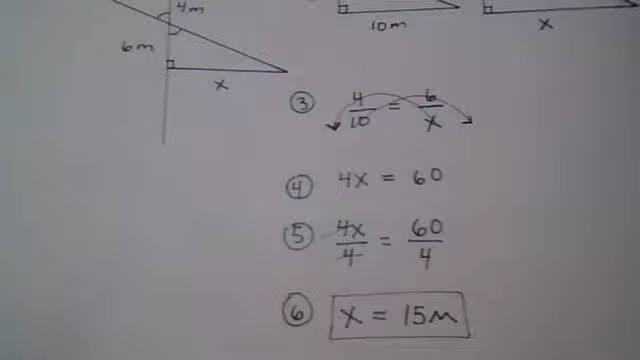 4m
6m
x
10m
x
③ 4/10 = 6/x
④ 4x = 60
⑤ 4x/4 = 60/4
⑥ x = 15m